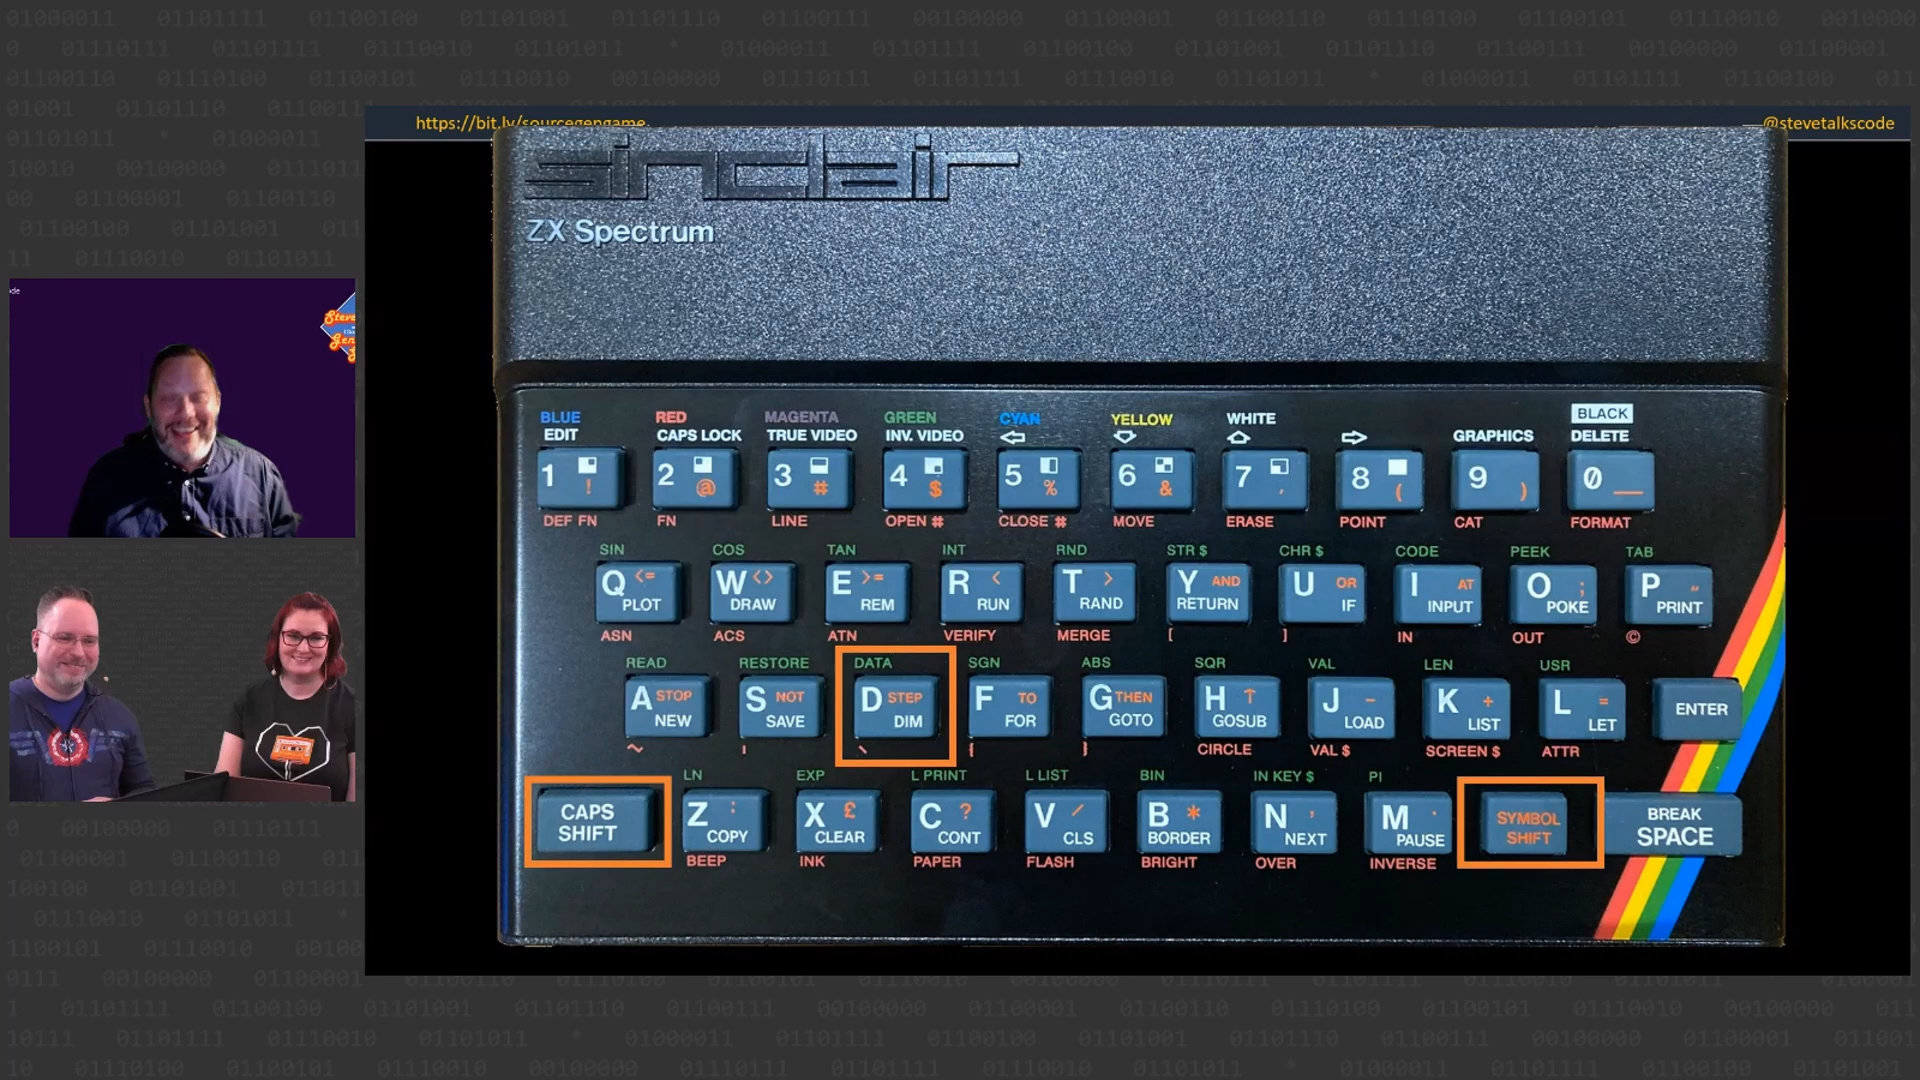 https://bit.ly/sourcegengame
@stevetalkscode
sinclair
ZX Spectrum
BLUE RED MAGENTA GREEN CYAN YELLOW WHITE BLACK
EDIT CAPS LOCK TRUE VIDEO INV. VIDEO GRAPHICS DELETE
1 ! 2 @ 3 # 4 $ 5 % 6 & 7 ' 8 ( 9 ) 0 _
DEF FN FN LINE OPEN # CLOSE # MOVE ERASE POINT CAT FORMAT
SIN COS TAN INT RND STR $ CHR $ CODE PEEK TAB
Q <= W <> E >= R < T > Y AND U OR I AT O ; P "
PLOT DRAW REM RUN RAND RETURN IF INPUT POKE PRINT
ASN ACS ATN VERIFY MERGE [ ] IN OUT ©
READ RESTORE DATA SGN ABS SQR VAL LEN USR
A STOP S NOT D STEP F TO G THEN H ↑ J - K + L =
NEW SAVE DIM FOR GOTO GOSUB LOAD LIST LET ENTER
~ | \ { } CIRCLE VAL $ SCREEN $ ATTR
LN EXP L PRINT L LIST BIN IN KEY $ PI
CAPS SHIFT Z : X £ C ? V / B * N , M . SYMBOL SHIFT BREAK SPACE
COPY CLEAR CONT CLS BORDER NEXT PAUSE
BEEP INK PAPER FLASH BRIGHT OVER INVERSE